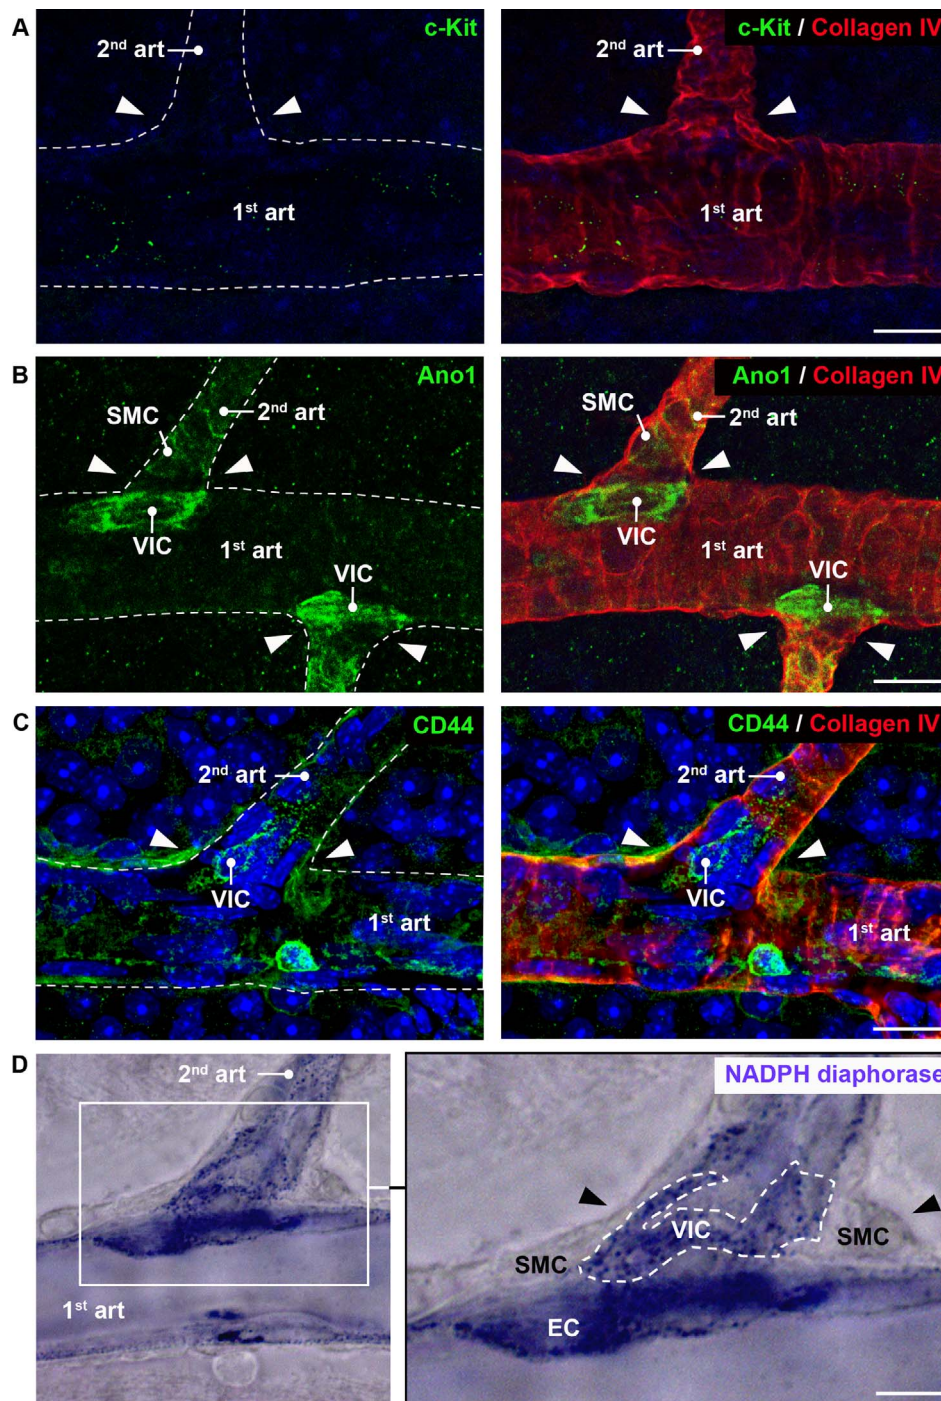 A
c-Kit
2nd art
1st art
c-Kit / Collagen IV
2nd art
1st art
B
Ano1
2nd art
SMC
VIC
1st art
VIC
Ano1 / Collagen IV
SMC
2nd art
VIC
1st art
VIC
C
CD44
2nd art
VIC
1st art
CD44 / Collagen IV
2nd art
VIC
1st art
D
2nd art
1st art
NADPH diaphorase
VIC
SMC
SMC
EC